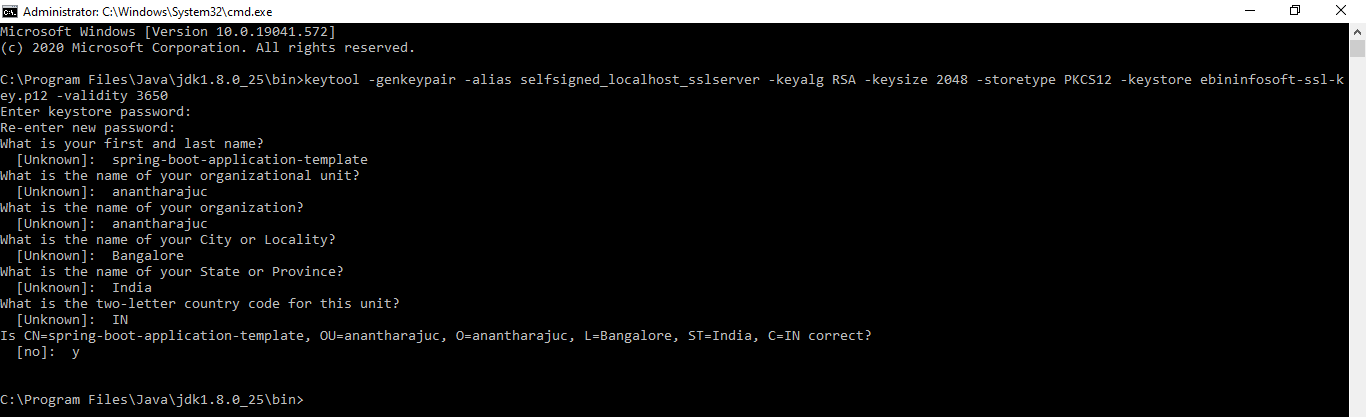 Administrator: C:\Windows\System32\cmd.exe
Microsoft Windows [Version 10.0.19041.572]
(c) 2020 Microsoft Corporation. All rights reserved.
C:\Program Files\Java\jdk1.8.0_25\bin>keytool -genkeypair -alias selfsigned_localhost_sslserver -keyalg RSA -keysize 2048 -storetype PKCS12 -keystore ebininfosoft-ssl-k
ey.p12 -validity 3650
Enter keystore password:
Re-enter new password:
What is your first and last name?
  [Unknown]:  spring-boot-application-template
What is the name of your organizational unit?
  [Unknown]:  anantharajuc
What is the name of your organization?
  [Unknown]:  anantharajuc
What is the name of your City or Locality?
  [Unknown]:  Bangalore
What is the name of your State or Province?
  [Unknown]:  India
What is the two-letter country code for this unit?
  [Unknown]:  IN
Is CN=spring-boot-application-template, OU=anantharajuc, O=anantharajuc, L=Bangalore, ST=India, C=IN correct?
  [no]:  y
C:\Program Files\Java\jdk1.8.0_25\bin>